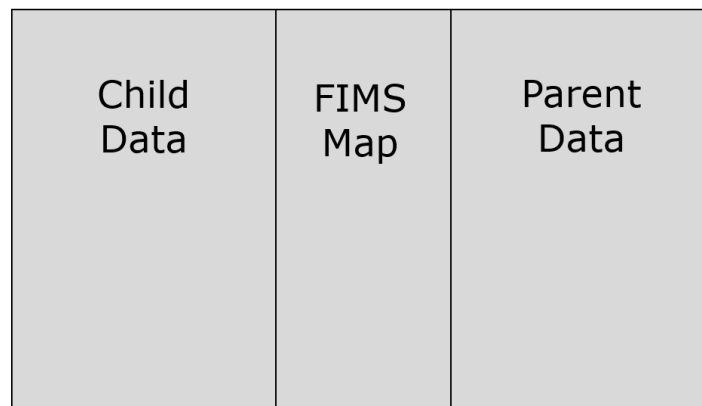 Child
Data
FIMS
Map
Parent
Data